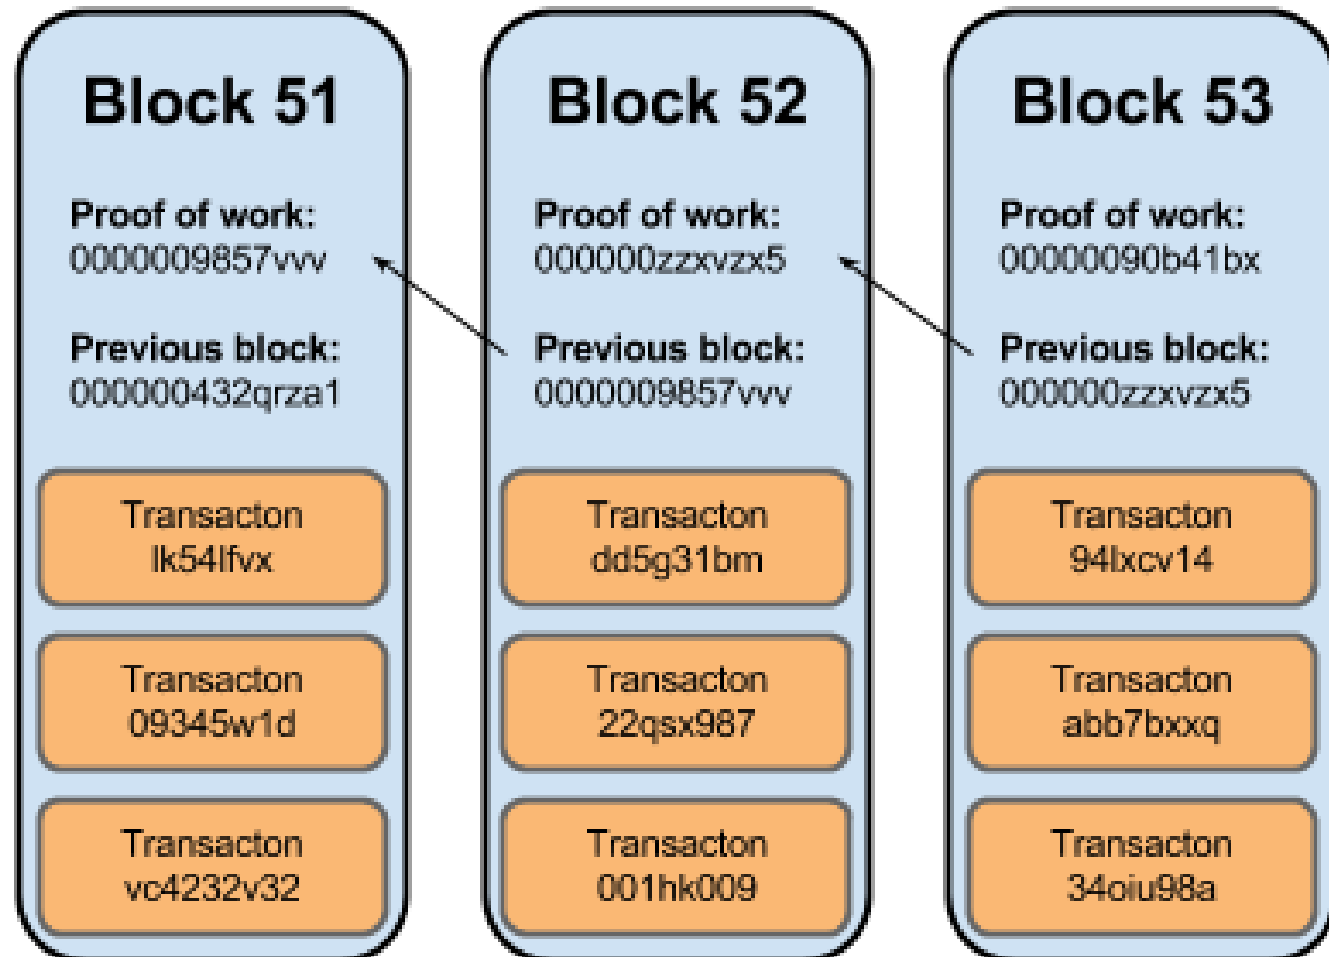 Block 51
Proof of work:
0000009857vvv
Previous block:
000000432qrza1
Transacton
lk54lfvx
Transacton
09345w1d
Transacton
vc4232v32
Block 52
Proof of work:
000000zzxvzx5
Previous block:
0000009857vvv
Transacton
dd5g31bm
Transacton
22qsx987
Transacton
001hk009
Block 53
Proof of work:
00000090b41bx
Previous block:
000000zzxvzx5
Transacton
94lxcv14
Transacton
abb7bxxq
Transacton
34oiu98a